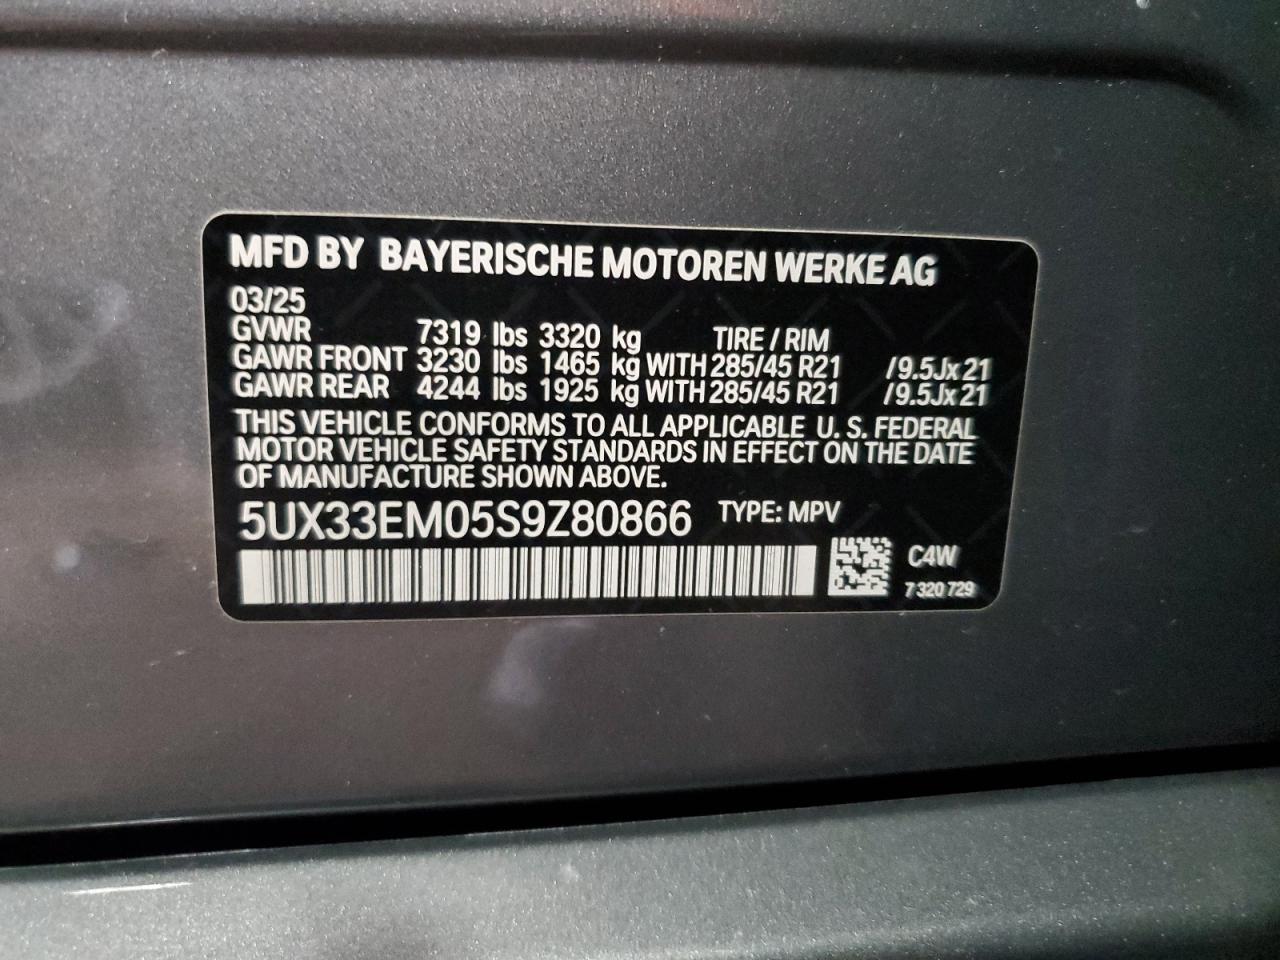 MFD BY BAYERISCHE MOTOREN WERKE AG
03/25
GVWR 7319 lbs 3320 kg TIRE / RIM
GAWR FRONT 3230 lbs 1465 kg WITH 285/45 R21 /9.5Jx21
GAWR REAR 4244 lbs 1925 kg WITH 285/45 R21 /9.5Jx21
THIS VEHICLE CONFORMS TO ALL APPLICABLE U. S. FEDERAL
MOTOR VEHICLE SAFETY STANDARDS IN EFFECT ON THE DATE
OF MANUFACTURE SHOWN ABOVE.
5UX33EM05S9Z80866 TYPE: MPV
C4W
7 320 729